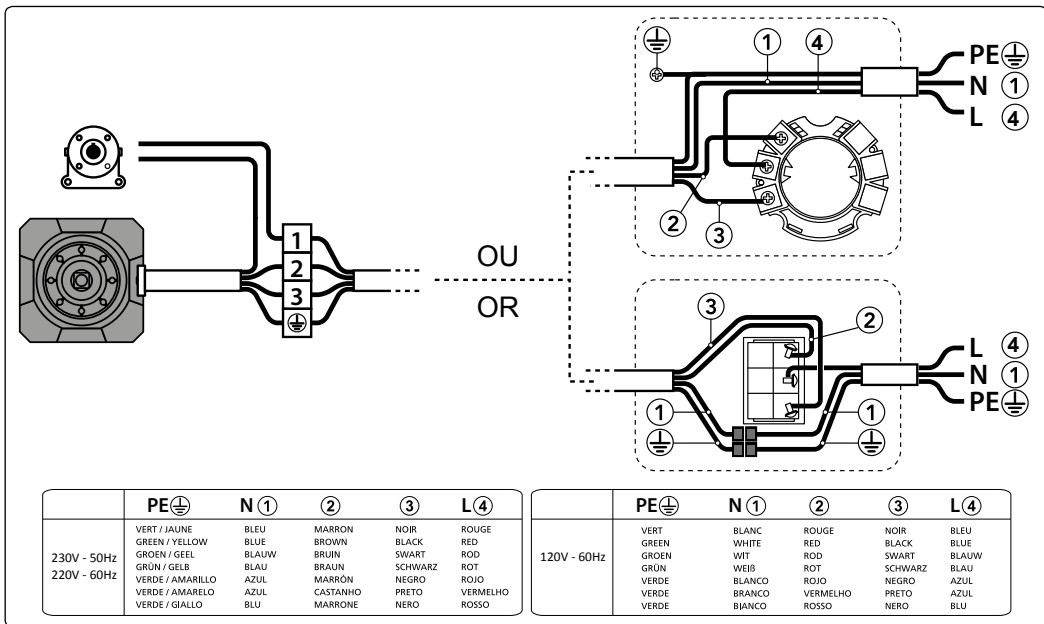 ① ④
PE
N ①
L ④
② ③
1
2
3
OU
OR
③ ②
L ④
N ①
PE
① ①
PE N ① ② ③ L ④
230V - 50Hz
220V - 60Hz
VERT / JAUNE BLEU MARRON NOIR ROUGE
GREEN / YELLOW BLUE BROWN BLACK RED
GROEN / GEEL BLAUW BRUIN SWART ROD
GRÜN / GELB BLAU BRAUN SCHWARZ ROT
VERDE / AMARILLO AZUL MARRÓN NEGRO ROJO
VERDE / AMARELO AZUL CASTANHO PRETO VERMELHO
VERDE / GIALLO BLU MARRONE NERO ROSSO
PE N ① ② ③ L ④
120V - 60Hz
VERT BLANC ROUGE NOIR BLEU
GREEN WHITE RED BLACK BLUE
GROEN WIT ROD SWART BLAUW
GRÜN WEIß ROT SCHWARZ BLAU
VERDE BLANCO ROJO NEGRO AZUL
VERDE BRANCO VERMELHO PRETO AZUL
VERDE BIANCO ROSSO NERO BLU